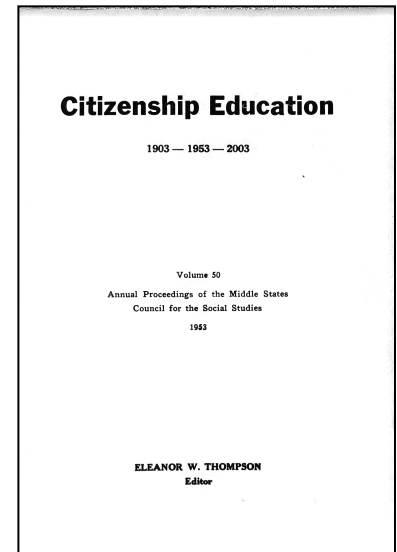 Citizenship Education
1903 — 1953 — 2003
Volume 50
Annual Proceedings of the Middle States
Council for the Social Studies
1953
ELEANOR W. THOMPSON
Editor